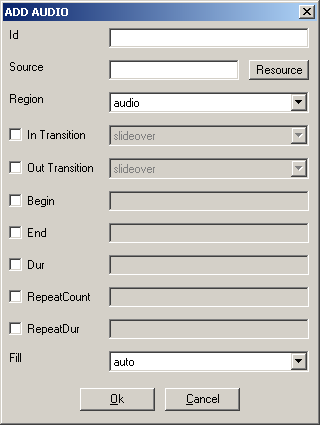 ADD AUDIO
Id
Source Resource
Region audio
In Transition slideover
Out Transition slideover
Begin
End
Dur
RepeatCount
RepeatDur
Fill auto
Ok Cancel